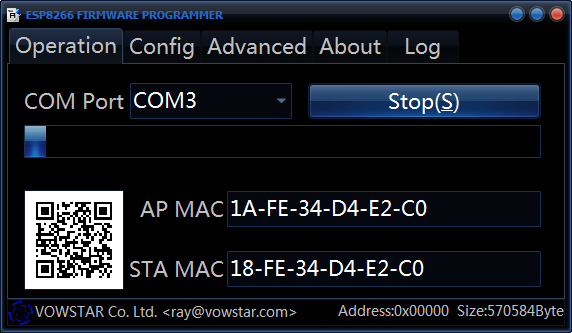 ESP8266 FIRMWARE PROGRAMMER
Operation Config Advanced About Log
COM Port COM3 Stop(S)
AP MAC 1A-FE-34-D4-E2-C0
STA MAC 18-FE-34-D4-E2-C0
VOWSTAR Co. Ltd. <ray@vowstar.com> Address:0x00000 Size:570584Byte